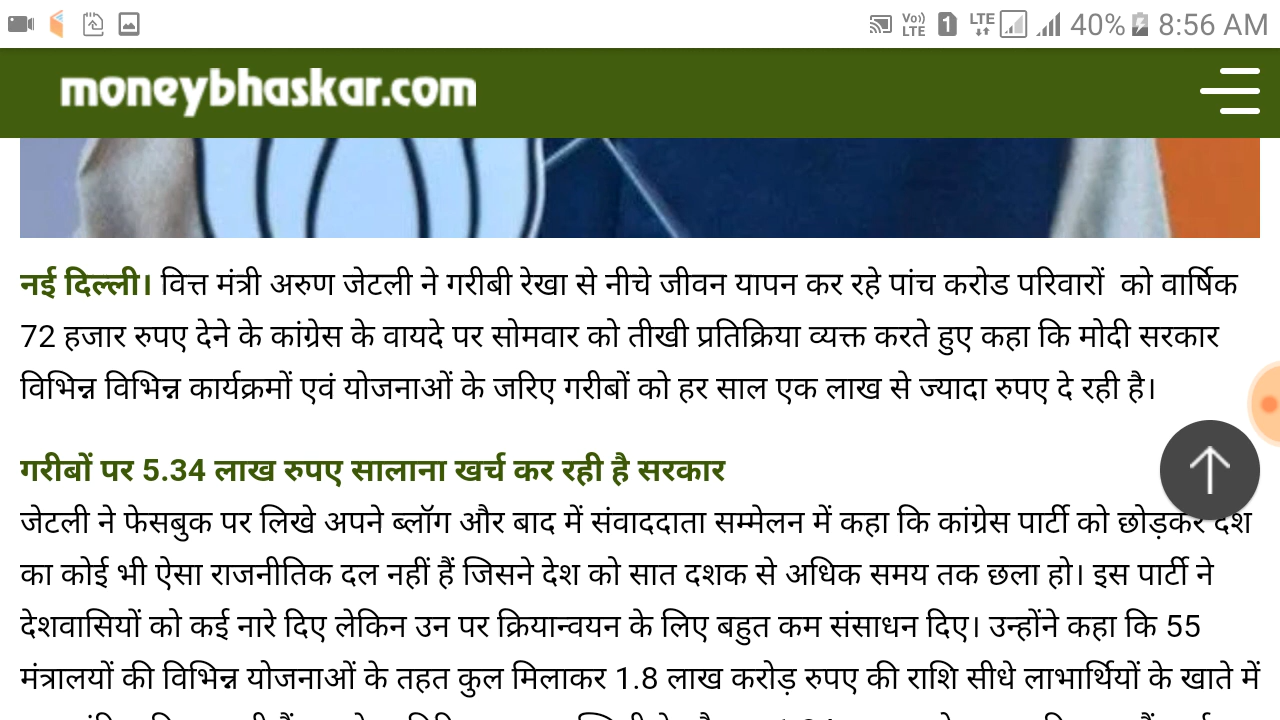 Vo)) LTE 1 LTE 40% 8:56 AM
moneybhaskar.com
नई दिल्ली। वित्त मंत्री अरुण जेटली ने गरीबी रेखा से नीचे जीवन यापन कर रहे पांच करोड परिवारों को वार्षिक
72 हजार रुपए देने के कांग्रेस के वायदे पर सोमवार को तीखी प्रतिक्रिया व्यक्त करते हुए कहा कि मोदी सरकार
विभिन्न विभिन्न कार्यक्रमों एवं योजनाओं के जरिए गरीबों को हर साल एक लाख से ज्यादा रुपए दे रही है।
गरीबों पर 5.34 लाख रुपए सालाना खर्च कर रही है सरकार
जेटली ने फेसबुक पर लिखे अपने ब्लॉग और बाद में संवाददाता सम्मेलन में कहा कि कांग्रेस पार्टी को छोड़कर देश
का कोई भी ऐसा राजनीतिक दल नहीं हैं जिसने देश को सात दशक से अधिक समय तक छला हो। इस पार्टी ने
देशवासियों को कई नारे दिए लेकिन उन पर क्रियान्वयन के लिए बहुत कम संसाधन दिए। उन्होंने कहा कि 55
मंत्रालयों की विभिन्न योजनाओं के तहत कुल मिलाकर 1.8 लाख करोड़ रुपए की राशि सीधे लाभार्थियों के खाते में